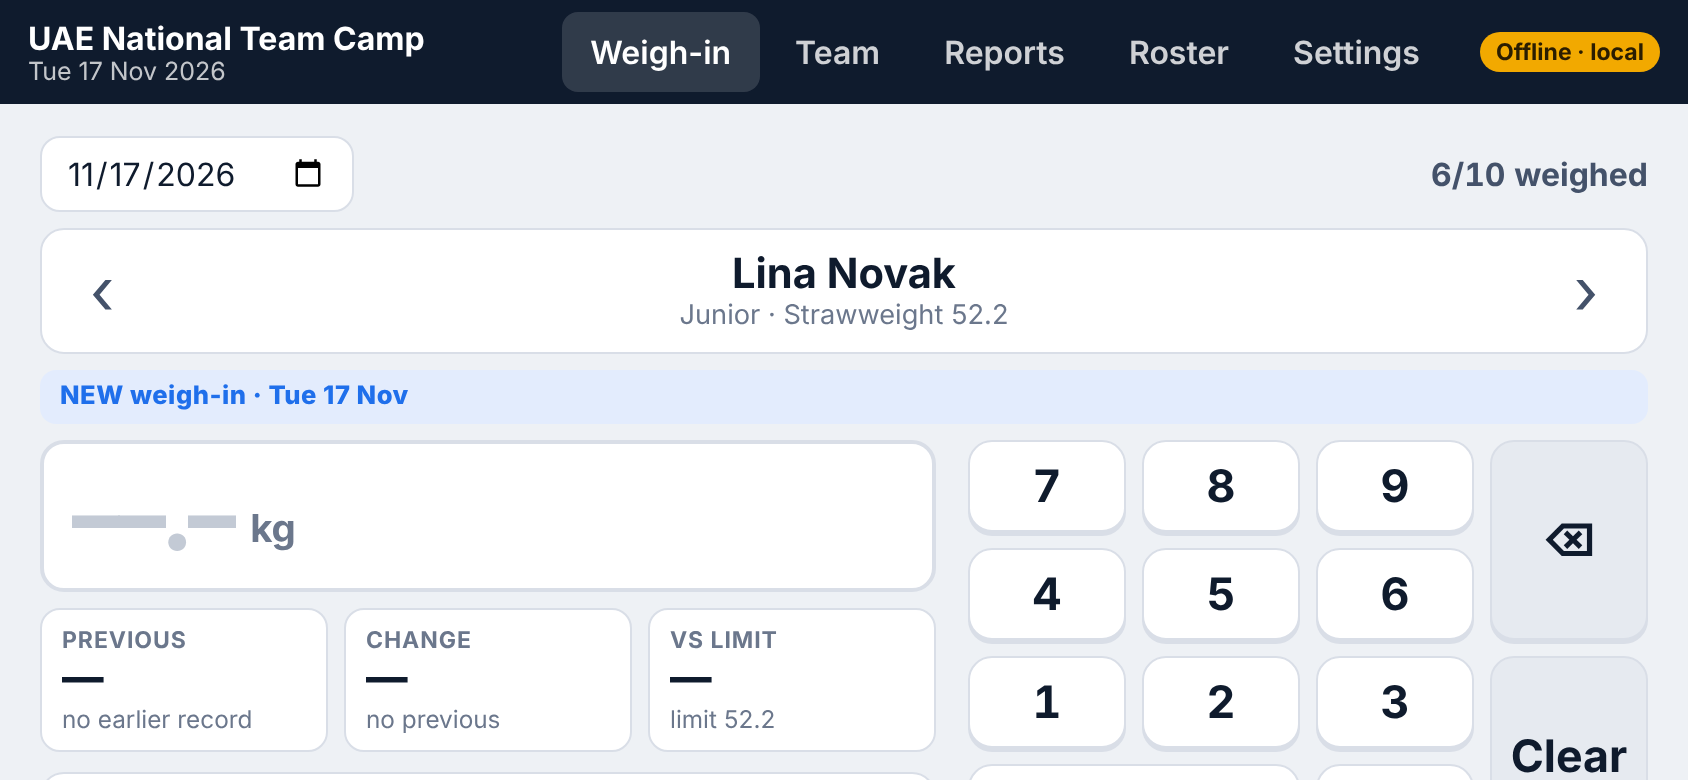 UAE National Team Camp
Tue 17 Nov 2026
Weigh-in
Team
Reports
Roster
Settings
Offline · local
11/17/2026
6/10 weighed
‹
Lina Novak
›
Junior · Strawweight 52.2
NEW weigh-in · Tue 17 Nov
——.— kg
PREVIOUS
—
no earlier record
CHANGE
—
no previous
VS LIMIT
—
limit 52.2
7 8 9 ⌫
4 5 6
1 2 3
Clear